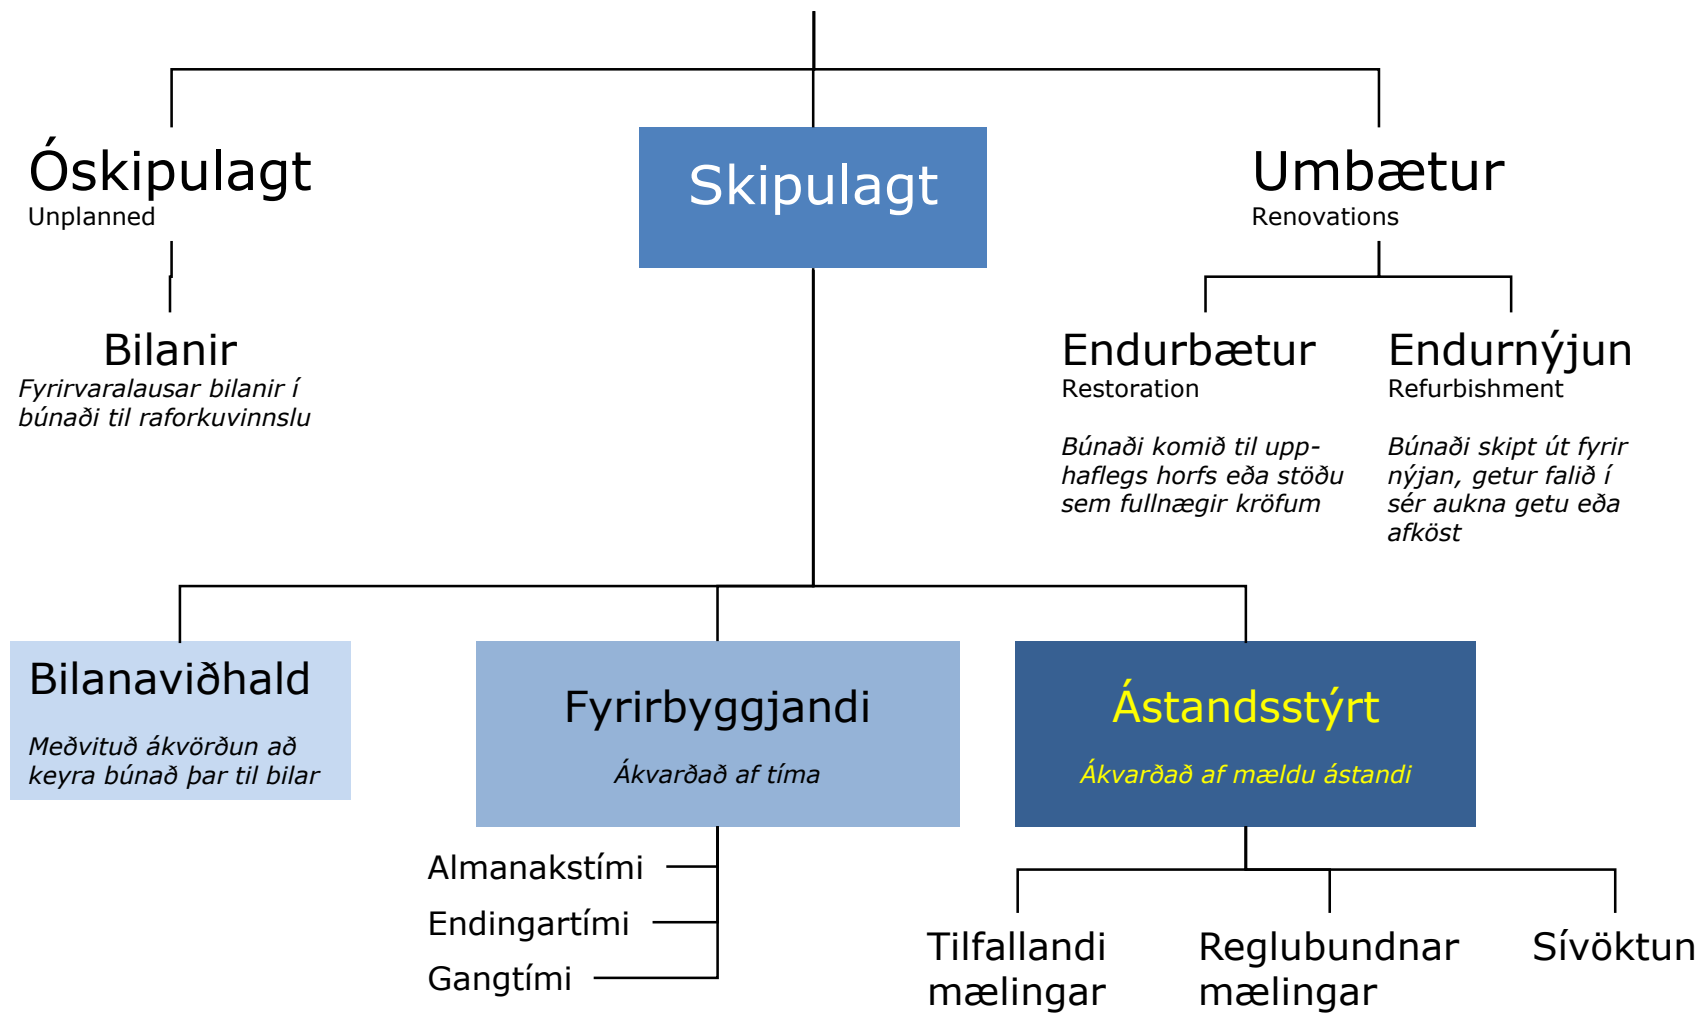 Óskipulagt
Unplanned
Skipulagt
Umbætur
Renovations
Bilanir
Fyrirvaralausar bilanir í
búnaði til raforkuvinnslu
Endurbætur
Restoration
Búnaði komið til upp-
haflegs horfs eða stöðu
sem fullnægir kröfum
Endurnýjun
Refurbishment
Búnaði skipt út fyrir
nýjan, getur falið í
sér aukna getu eða
afköst
Bilanaviðhald
Meðvituð ákvörðun að
keyra búnað þar til bilar
Fyrirbyggjandi
Ákvarðað af tíma
Ástandsstýrt
Ákvarðað af mældu ástandi
Almanakstími
Endingartími
Gangtími
Tilfallandi
mælingar
Reglubundnar
mælingar
Sívöktun